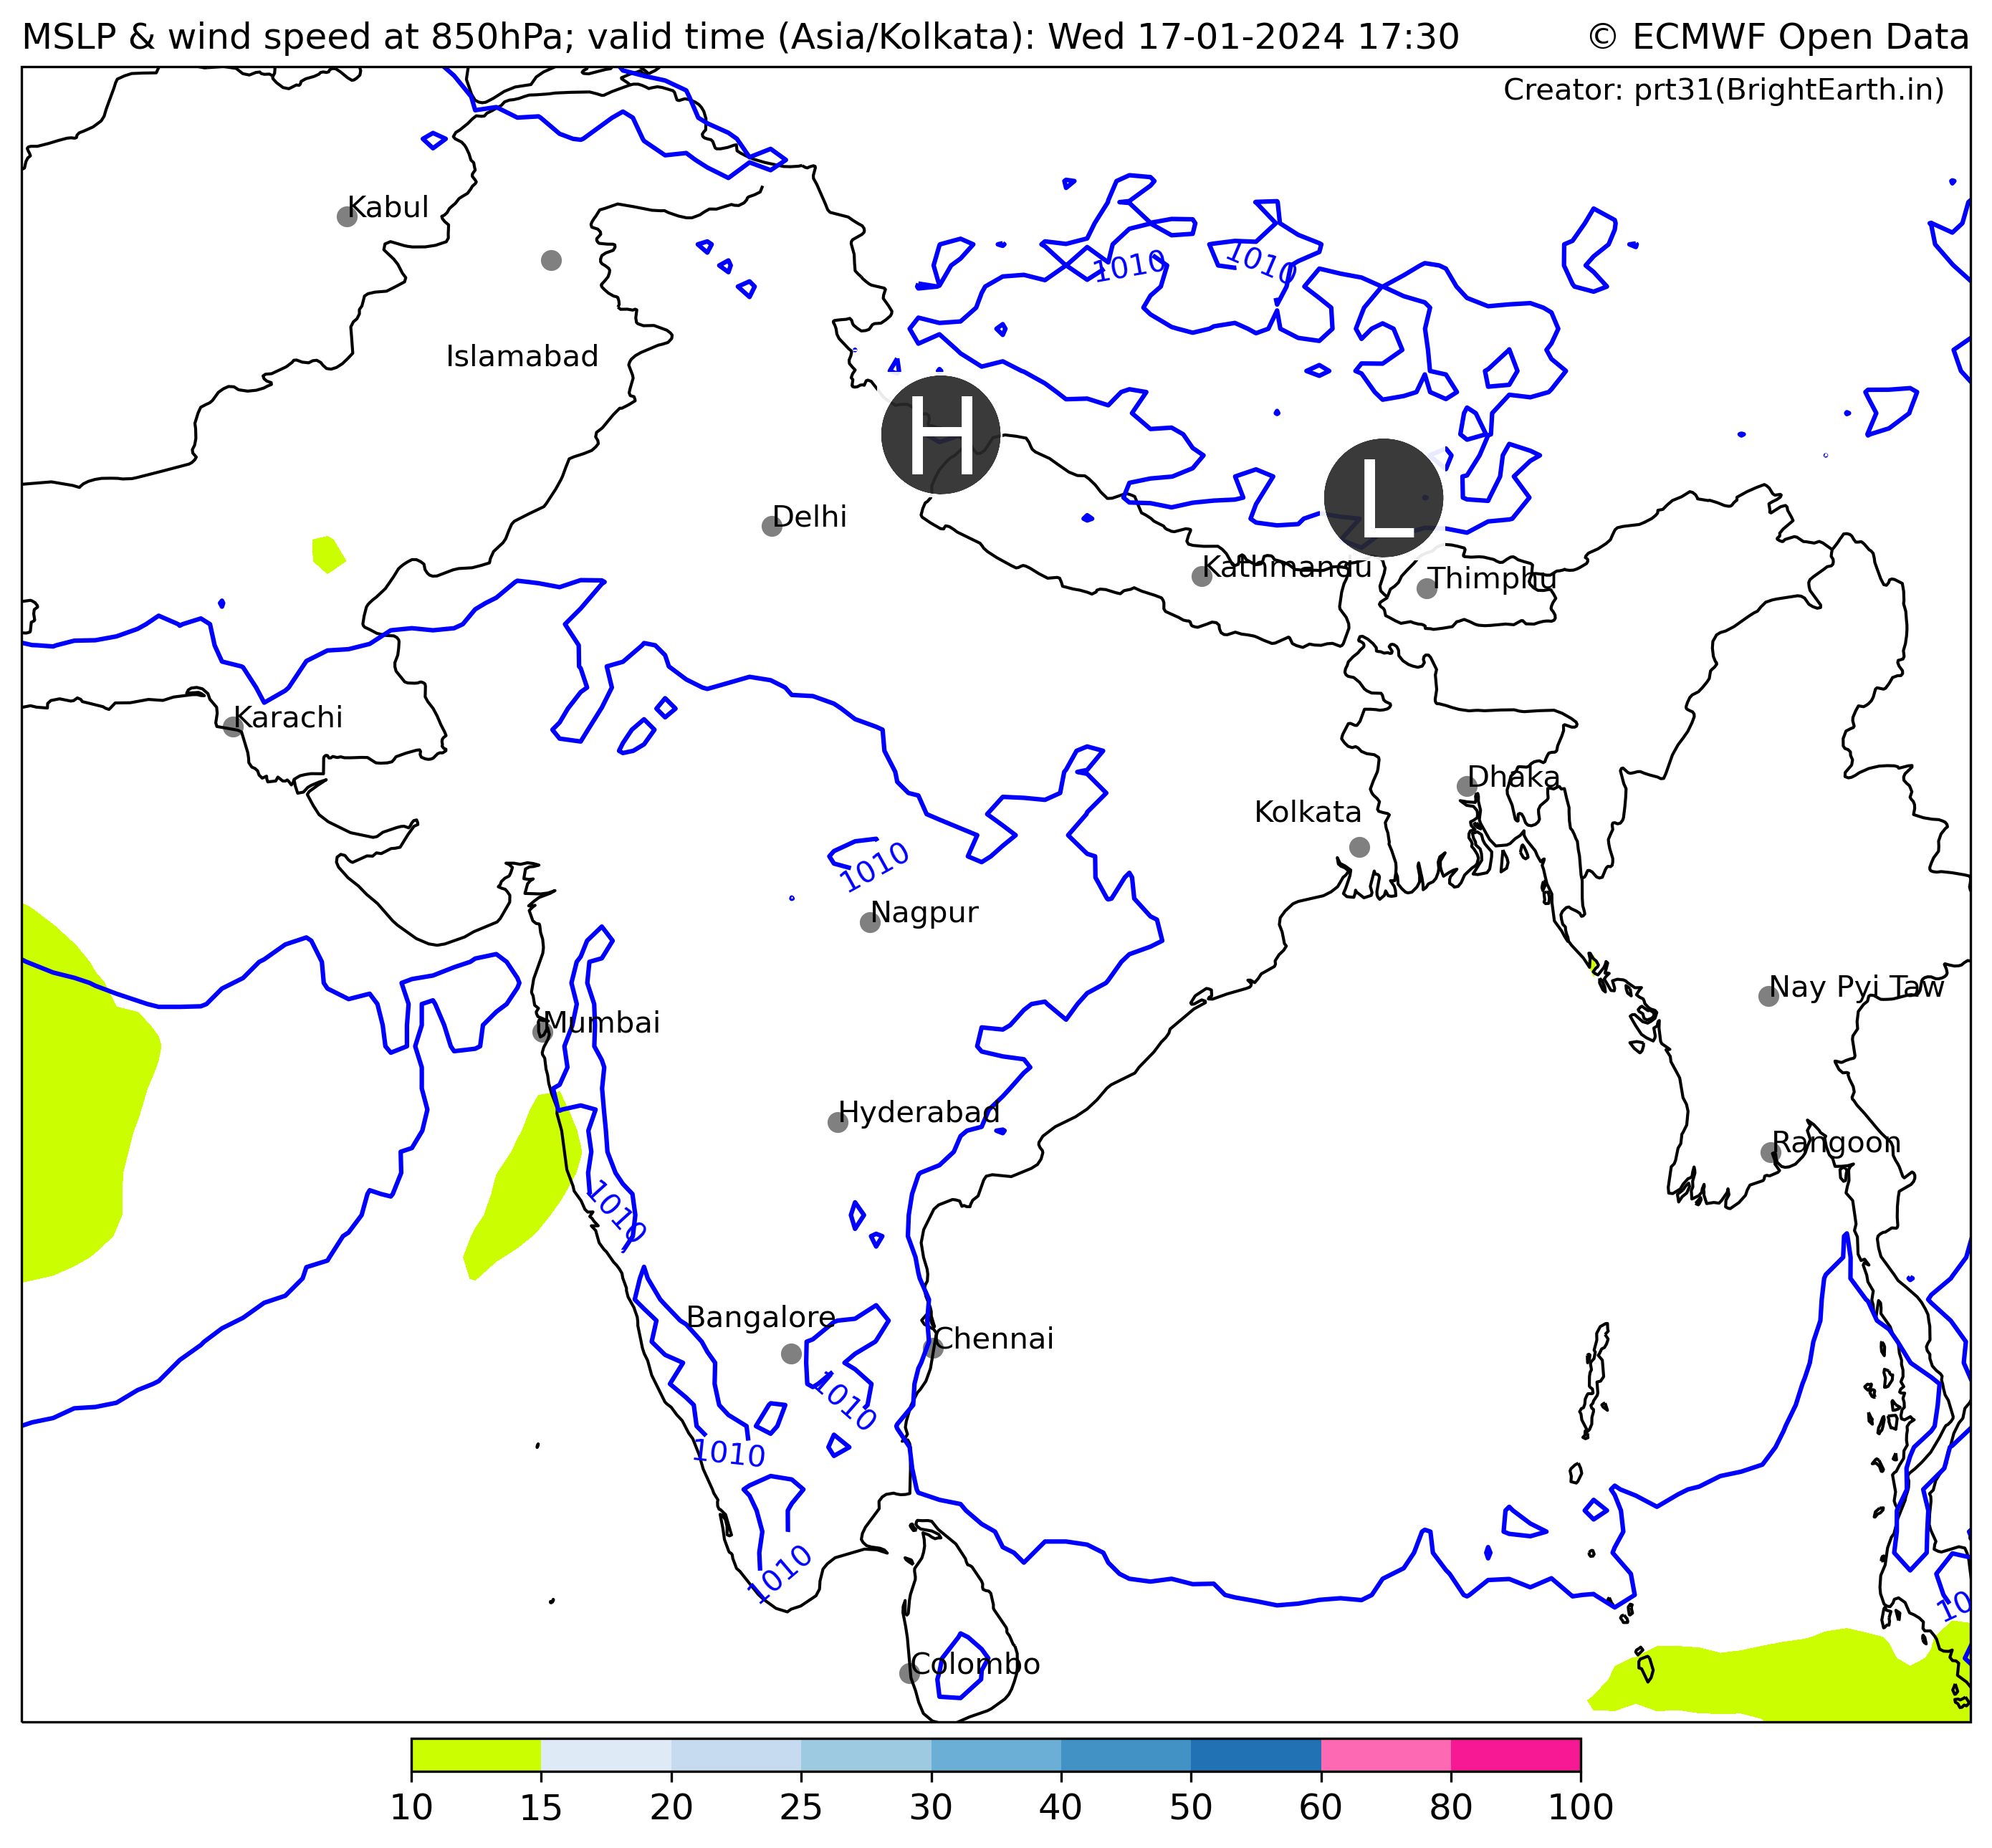 MSLP & wind speed at 850hPa; valid time (Asia/Kolkata): Wed 17-01-2024 17:30
© ECMWF Open Data
Creator: prt31(BrightEarth.in)
Kabul
1010
1010
Islamabad
H
L
Delhi
Kathmandu
Thimphu
Karachi
Dhaka
Kolkata
1010
Nagpur
Nay Pyi Taw
Mumbai
Hyderabad
Rangoon
1010
Bangalore
Chennai
1010
1010
1010
10
Colombo
10 15 20 25 30 40 50 60 80 100